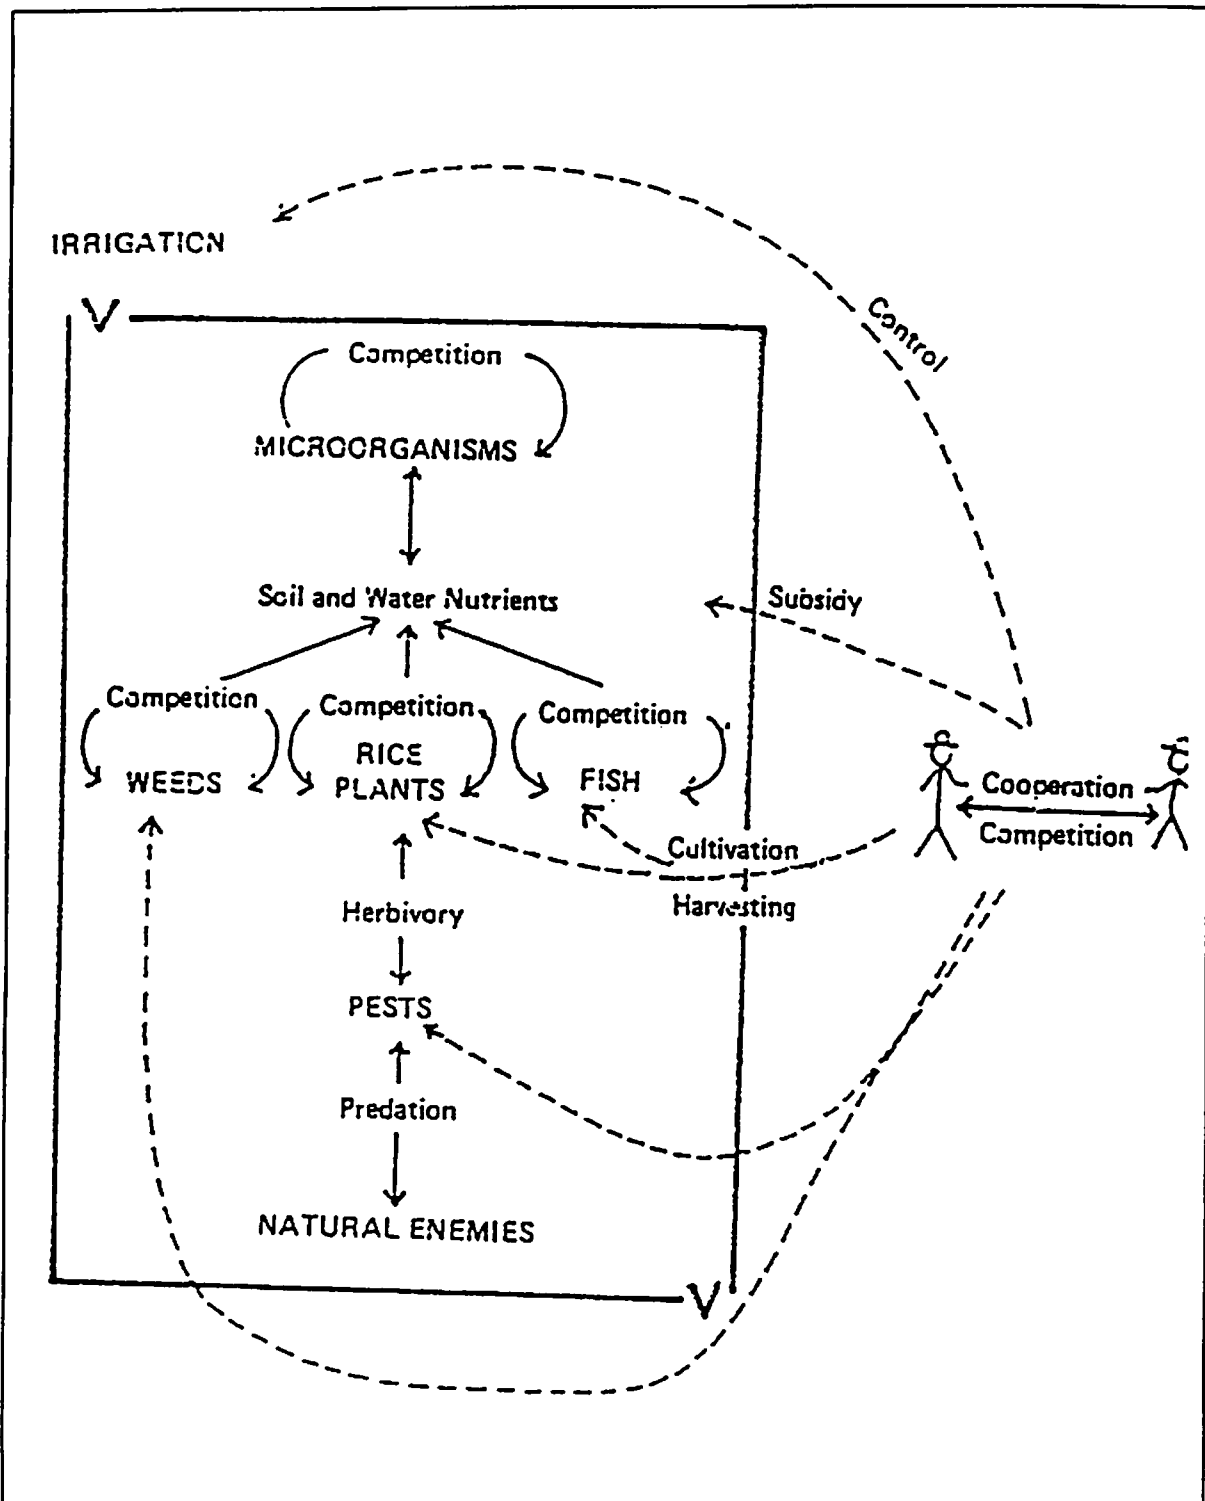 IRRIGATION
Control
Competition
MICROORGANISMS
Soil and Water Nutrients
Subsidy
Competition
Competition
Competition
WEEDS
RICE
PLANTS
FISH
Cooperation
Competition
Cultivation
Harvesting
Herbivory
PESTS
Predation
NATURAL ENEMIES